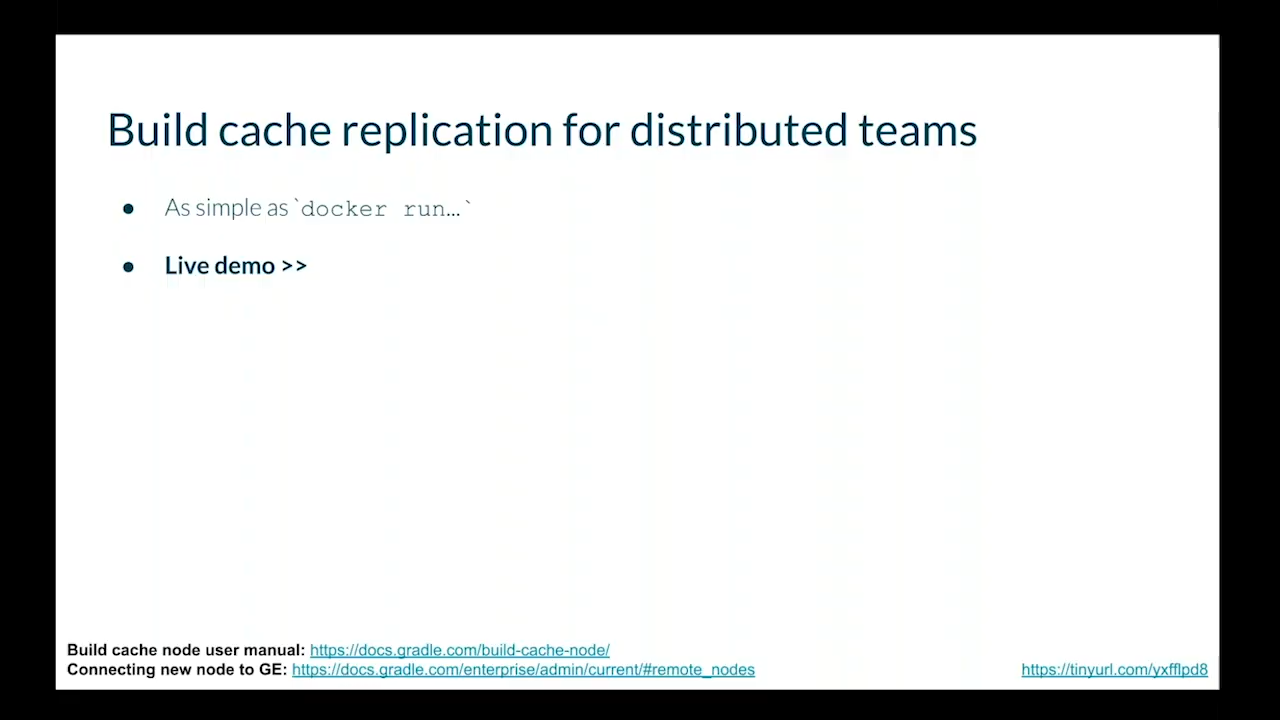 Build cache replication for distributed teams
● As simple as `docker run…`
● Live demo >>
Build cache node user manual: https://docs.gradle.com/build-cache-node/
Connecting new node to GE: https://docs.gradle.com/enterprise/admin/current/#remote_nodes
https://tinyurl.com/yxfflpd8